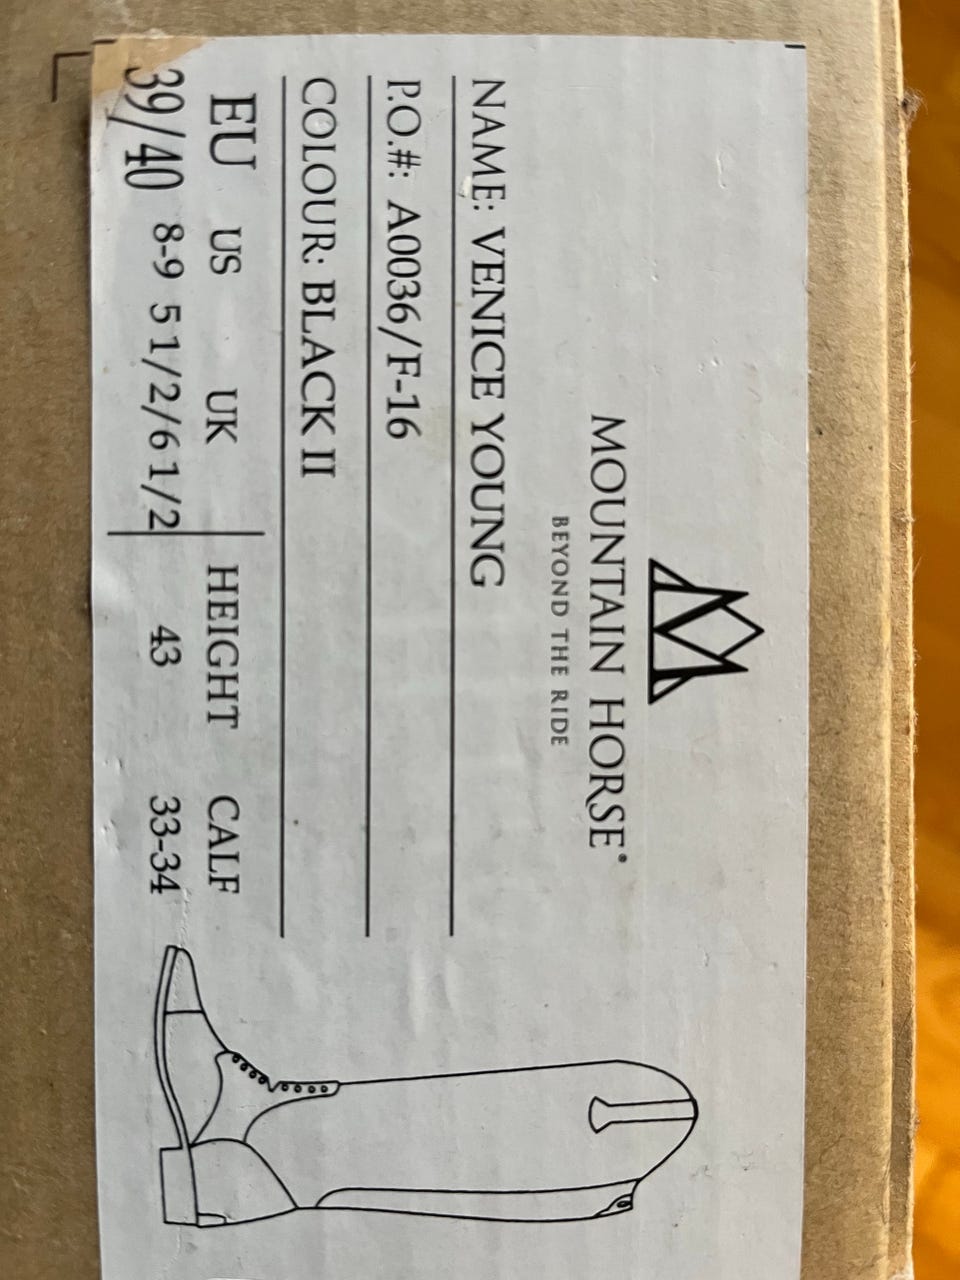 MOUNTAIN HORSE®
BEYOND THE RIDE
NAME: VENICE YOUNG
P.O.#: A0036/F-16
COLOUR: BLACK II
EU US UK HEIGHT CALF
39/40 8-9 5 1/2/6 1/2 43 33-34